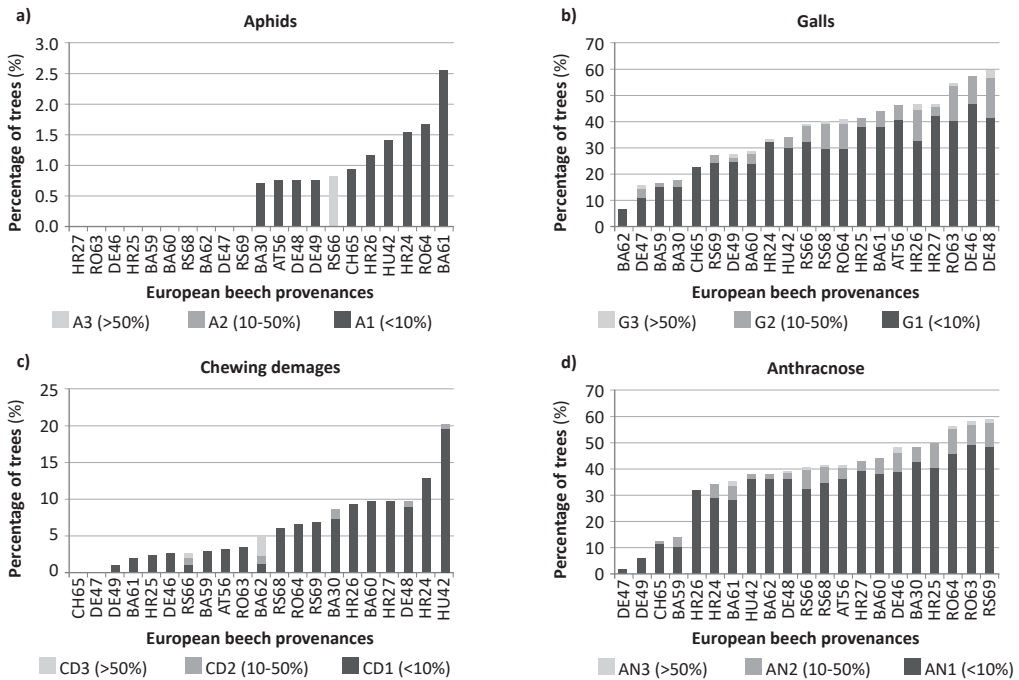 a)
Aphids
Percentage of trees (%)
3.0
2.5
2.0
1.5
1.0
0.5
0.0
HR27 RO63 DE46 HR25 BA59 BA60 RS68 BA62 DE47 RS69 BA30 AT56 DE48 DE49 RS66 CH65 HR26 HU42 HR24 RO64 BA61
European beech provenances
A3 (>50%) A2 (10-50%) A1 (<10%)
b)
Galls
Percentage of trees (%)
70
60
50
40
30
20
10
0
BA62 DE47 BA59 BA30 CH65 RS69 DE49 BA60 HR24 HU42 RS66 RS68 RO64 HR25 BA61 AT56 HR26 HR27 RO63 DE46 DE48
European beech provenances
G3 (>50%) G2 (10-50%) G1 (<10%)
c)
Chewing demages
Percentage of trees (%)
25
20
15
10
5
0
CH65 DE47 DE49 BA61 HR25 DE46 RS66 BA59 AT56 RO63 BA62 RS68 RO64 RS69 BA30 HR26 BA60 HR27 DE48 HR24 HU42
European beech provenances
CD3 (>50%) CD2 (10-50%) CD1 (<10%)
d)
Anthracnose
Percentage of trees (%)
70
60
50
40
30
20
10
0
DE47 DE49 CH65 BA59 HR26 HR24 BA61 HU42 BA62 DE48 RS66 RS68 AT56 HR27 BA60 DE46 BA30 HR25 RO64 RO63 RS69
European beech provenances
AN3 (>50%) AN2 (10-50%) AN1 (<10%)